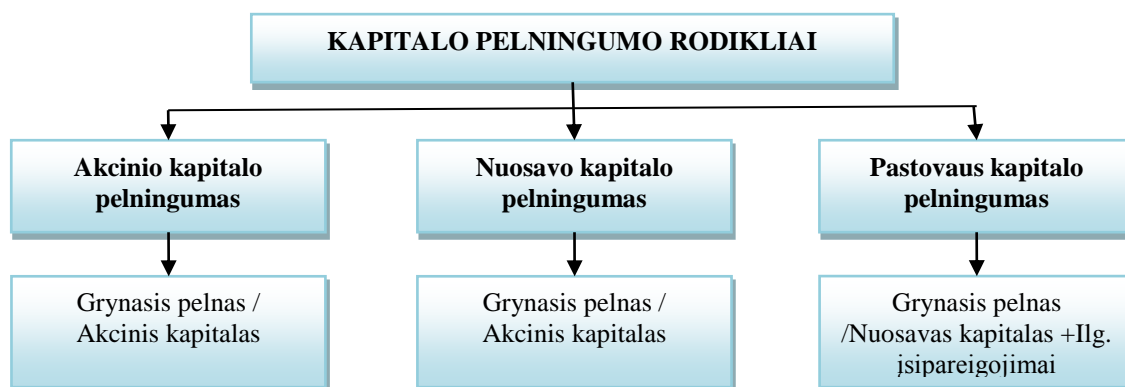 KAPITALO PELNINGUMO RODIKLIAI
Akcinio kapitalo
pelningumas
Nuosavo kapitalo
pelningumas
Pastovaus kapitalo
pelningumas
Grynasis pelnas /
Akcinis kapitalas
Grynasis pelnas /
Akcinis kapitalas
Grynasis pelnas
/Nuosavas kapitalas +Ilg.
įsipareigojimai